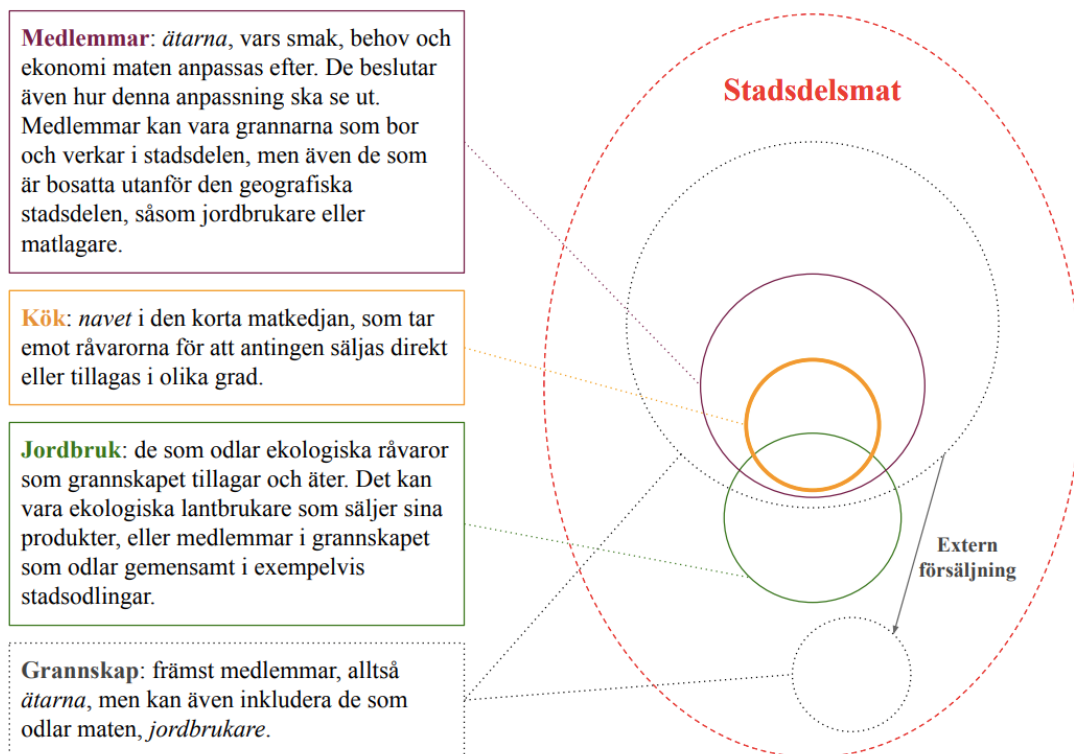 Medlemmar: ätarna, vars smak, behov och
ekonomi maten anpassas efter. De beslutar
även hur denna anpassning ska se ut.
Medlemmar kan vara grannarna som bor
och verkar i stadsdelen, men även de som
är bosatta utanför den geografiska
stadsdelen, såsom jordbrukare eller
matlagare.
Kök: navet i den korta matkedjan, som tar
emot råvarorna för att antingen säljas direkt
eller tillagas i olika grad.
Jordbruk: de som odlar ekologiska råvaror
som grannskapet tillagar och äter. Det kan
vara ekologiska lantbrukare som säljer sina
produkter, eller medlemmar i grannskapet
som odlar gemensamt i exempelvis
stadsodlingar.
Grannskap: främst medlemmar, alltså
ätarna, men kan även inkludera de som
odlar maten, jordbrukare.
Stadsdelsmat
Extern
försäljning